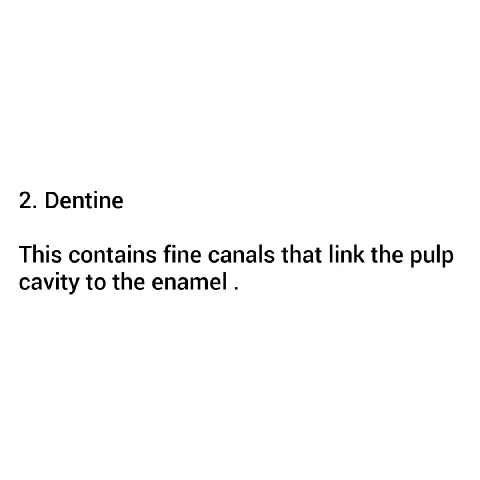 2. Dentine
This contains fine canals that link the pulp
cavity to the enamel .